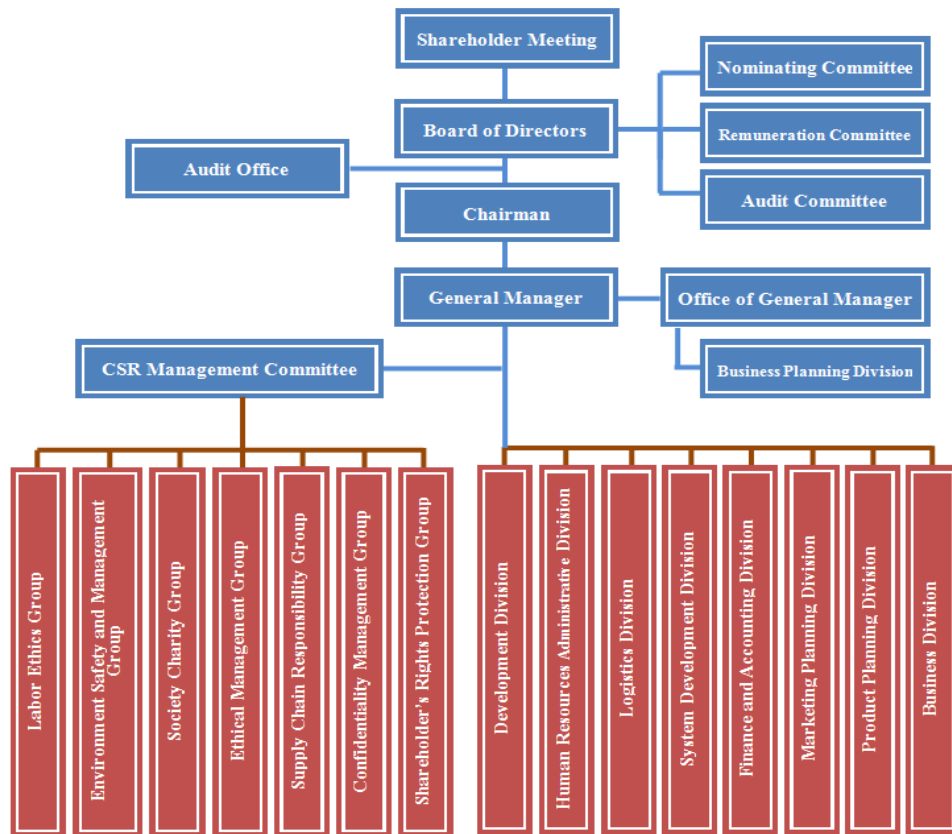 Shareholder Meeting
Nominating Committee
Board of Directors
Remuneration Committee
Audit Office
Audit Committee
Chairman
General Manager
Office of General Manager
CSR Management Committee
Business Planning Division
Labor Ethics Group
Environment Safety and Management
Group
Society Charity Group
Ethical Management Group
Supply Chain Responsibility Group
Confidentiality Management Group
Shareholder's Rights Protection Group
Development Division
Human Resources Administrative Division
Logistics Division
System Development Division
Finance and Accounting Division
Marketing Planning Division
Product Planning Division
Business Division